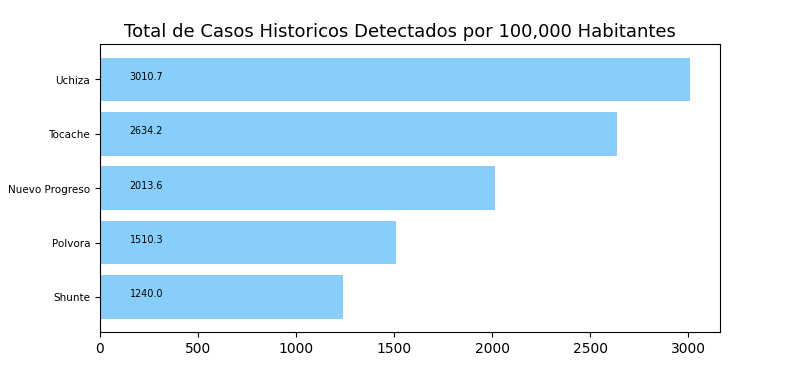 Total de Casos Historicos Detectados por 100,000 Habitantes
Uchiza 3010.7
Tocache 2634.2
Nuevo Progreso 2013.6
Polvora 1510.3
Shunte 1240.0
0 500 1000 1500 2000 2500 3000